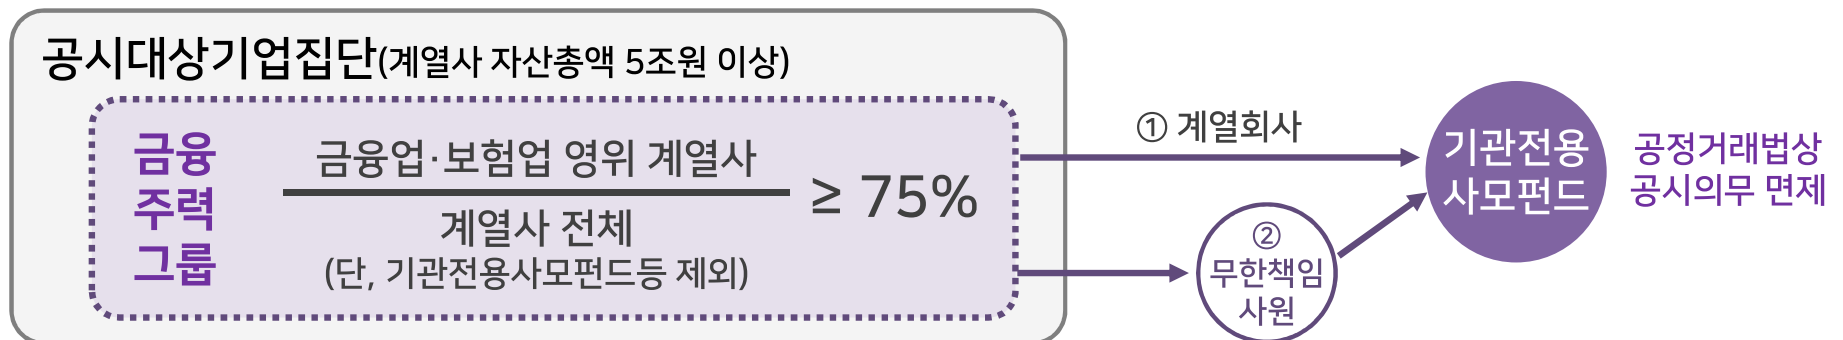 공시대상기업집단(계열사 자산총액 5조원 이상)
금융
주력
그룹
금융업·보험업 영위 계열사
계열사 전체
(단, 기관전용사모펀드등 제외)
≥ 75%
① 계열회사
②
무한책임
사원
기관전용
사모펀드
공정거래법상
공시의무 면제